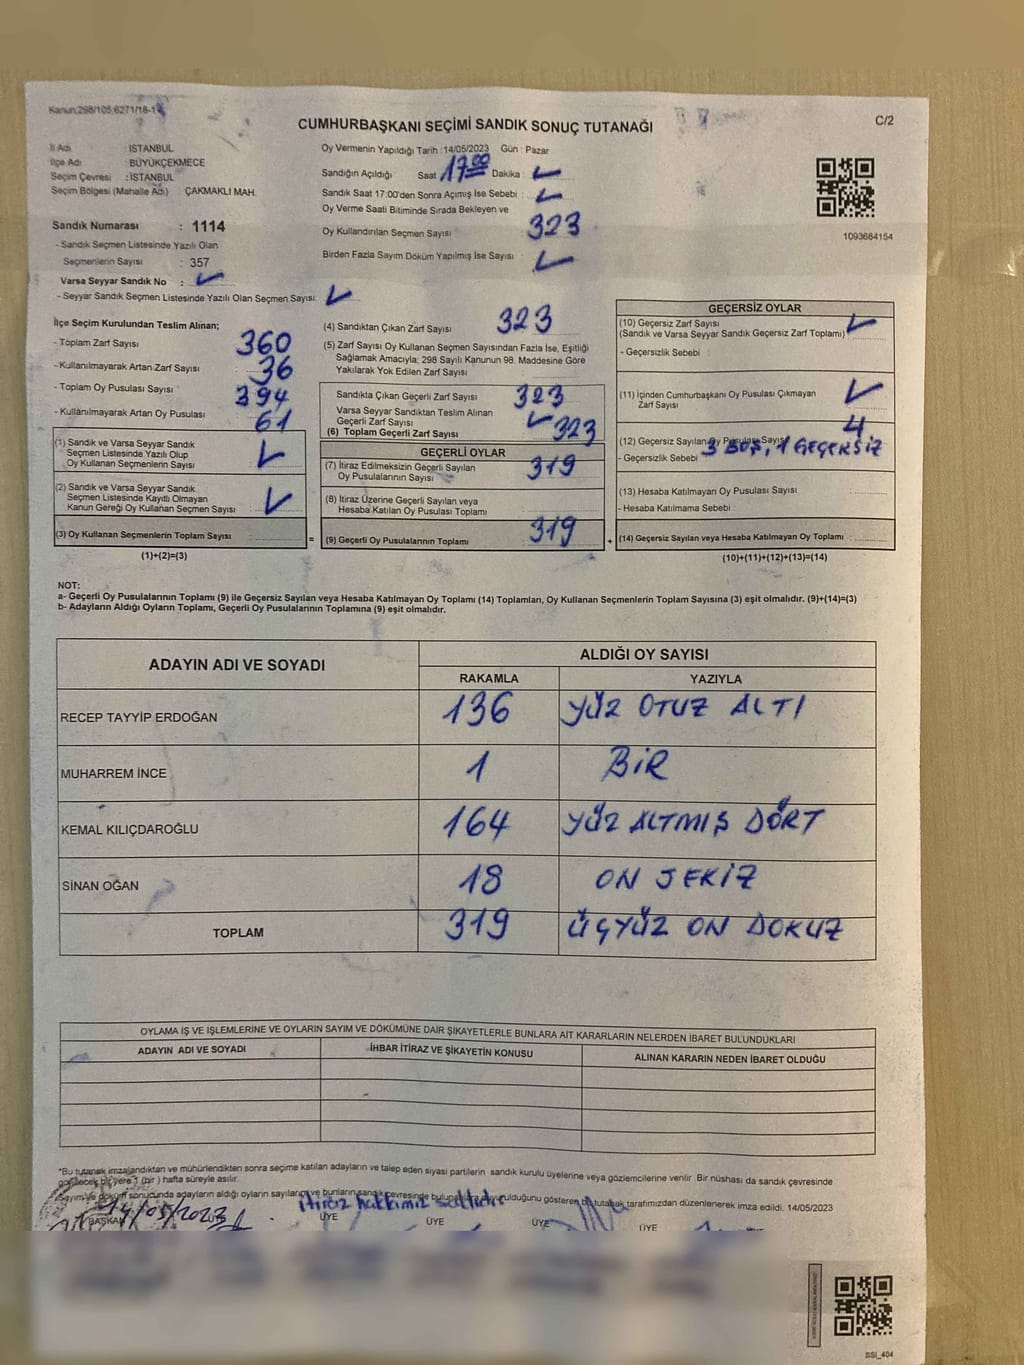 Kanun:298/105,6271/18-1
C/2
CUMHURBAŞKANI SEÇİMİ SANDIK SONUÇ TUTANAĞI
İl Adı : İSTANBUL
İlçe Adı : BÜYÜKÇEKMECE
Seçim Çevresi : İSTANBUL
Seçim Bölgesi (Mahalle Adı) ÇAKMAKLI MAH.
Sandık Numarası : 1114
- Sandık Seçmen Listesinde Yazılı Olan
Seçmenlerin Sayısı : 357
Varsa Seyyar Sandık No :
- Seyyar Sandık Seçmen Listesinde Yazılı Olan Seçmen Sayısı:
Oy Vermenin Yapıldığı Tarih : 14/05/2023 Gün : Pazar
Sandığın Açıldığı Saat 17:00 Dakika
Sandık Saat 17:00'den Sonra Açımış İse Sebebi
Oy Verme Saati Bitiminde Sırada Bekleyen ve
Oy Kullandırılan Seçmen Sayısı 323
Birden Fazla Sayım Döküm Yapılmış İse Sayısı
1093684154
İlçe Seçim Kurulundan Teslim Alınan;
- Toplam Zarf Sayısı 360
- Kullanılmayarak Artan Zarf Sayısı 36
- Toplam Oy Pusulası Sayısı 394
- Kullanılmayarak Artan Oy Pusulası 61
(1) Sandık ve Varsa Seyyar Sandık
Seçmen Listesinde Yazılı Olup
Oy Kullanan Seçmenlerin Sayısı
(2) Sandık ve Varsa Seyyar Sandık
Seçmen Listesinde Kayıtlı Olmayan
Kanun Gereği Oy Kullanan Seçmen Sayısı
(3) Oy Kullanan Seçmenlerin Toplam Sayısı
(1)+(2)=(3)
(4) Sandıktan Çıkan Zarf Sayısı 323
(5) Zarf Sayısı Oy Kullanan Seçmen Sayısından Fazla İse, Eşitliği
Sağlamak Amacıyla; 298 Sayılı Kanunun 98. Maddesine Göre
Yakılarak Yok Edilen Zarf Sayısı
Sandıkta Çıkan Geçerli Zarf Sayısı 323
Varsa Seyyar Sandıktan Teslim Alınan
Geçerli Zarf Sayısı
(6) Toplam Geçerli Zarf Sayısı 323
GEÇERLİ OYLAR
(7) İtiraz Edilmeksizin Geçerli Sayılan
Oy Pusulalarının Sayısı 319
(8) İtiraz Üzerine Geçerli Sayılan veya
Hesaba Katılan Oy Pusulası Toplamı
= (9) Geçerli Oy Pusulalarının Toplamı 319 +
GEÇERSİZ OYLAR
(10) Geçersiz Zarf Sayısı
(Sandık ve Varsa Seyyar Sandık Geçersiz Zarf Toplamı)
- Geçersizlik Sebebi :
(11) İçinden Cumhurbaşkanı Oy Pusulası Çıkmayan
Zarf Sayısı
(12) Geçersiz Sayılan Oy Pusulası Sayısı 4
- Geçersizlik Sebebi 3 BOŞ, 1 GEÇERSİZ
(13) Hesaba Katılmayan Oy Pusulası Sayısı
- Hesaba Katılmama Sebebi :
(14) Geçersiz Sayılan veya Hesaba Katılmayan Oy Toplamı
(10)+(11)+(12)+(13)=(14)
NOT:
a- Geçerli Oy Pusulalarının Toplamı (9) ile Geçersiz Sayılan veya Hesaba Katılmayan Oy Toplamı (14) Toplamları, Oy Kullanan Seçmenlerin Toplam Sayısına (3) eşit olmalıdır. (9)+(14)=(3)
b- Adayların Aldığı Oyların Toplamı, Geçerli Oy Pusulalarının Toplamına (9) eşit olmalıdır.
ADAYIN ADI VE SOYADI ALDIĞI OY SAYISI
RAKAMLA YAZIYLA
RECEP TAYYİP ERDOĞAN 136 YÜZ OTUZ ALTI
MUHARREM İNCE 1 BİR
KEMAL KILIÇDAROĞLU 164 YÜZ ALTMIŞ DÖRT
SİNAN OĞAN 18 ON SEKİZ
TOPLAM 319 ÜÇYÜZ ON DOKUZ
OYLAMA İŞ VE İŞLEMLERİNE VE OYLARIN SAYIM VE DÖKÜMÜNE DAİR ŞİKAYETLERLE BUNLARA AİT KARARLARIN NELERDEN İBARET BULUNDUKLARI
ADAYIN ADI VE SOYADI İHBAR İTİRAZ VE ŞİKAYETİN KONUSU ALINAN KARARIN NEDEN İBARET OLDUĞU
*Bu tutanak imzalandıktan ve mühürlendikten sonra seçime katılan adayların ve talep eden siyasi partilerin sandık kurulu üyelerine veya gözlemcilerine verilir. Bir nüshası da sandık çevresinde
görülecek bir yere 1 (bir) hafta süreyle asılır.
Sayım ve döküm sonucunda adayların aldığı oyların sayıları ve bunların sandık çevresinde bulunanlara duyurulduğunu gösteren bu tutanak tarafımızdan düzenlenerek imza edildi. 14/05/2023
14/05/2023 itiraz hakkımız saklıdır
BAŞKAN ÜYE ÜYE ÜYE ÜYE
SSI_404